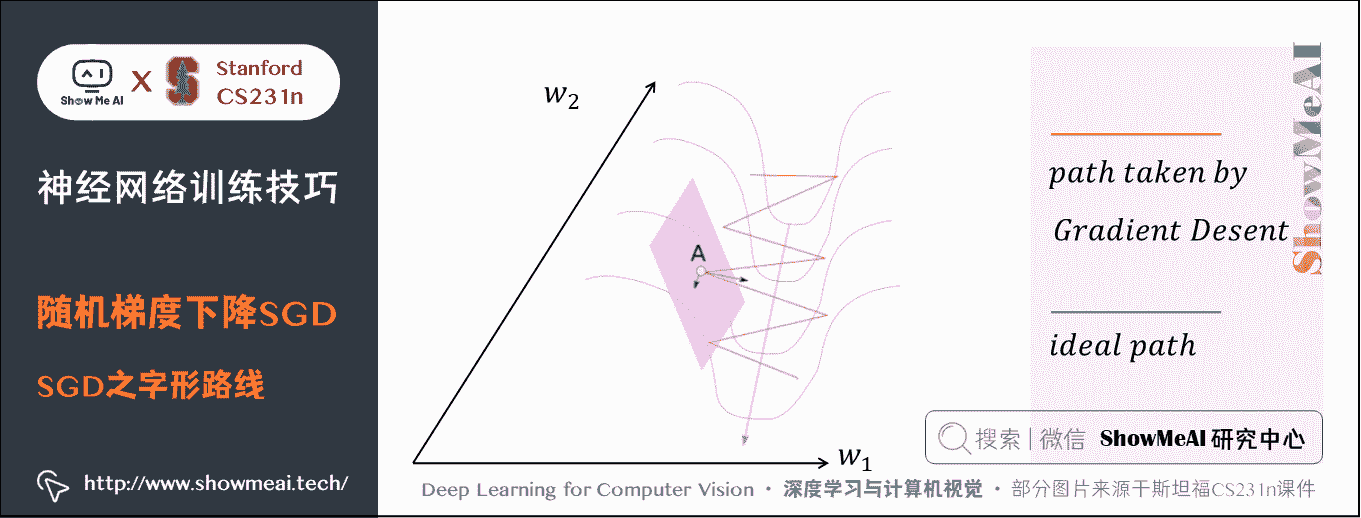 Show Me AI
X
Stanford
CS231n
神经网络训练技巧
随机梯度下降SGD
SGD之字形路线
http://www.showmeai.tech/
w2
A
w1
path taken by
Gradient Desent
ideal path
ShowMeAI
搜索 | 微信 ShowMeAI 研究中心
Deep Learning for Computer Vision · 深度学习与计算机视觉 · 部分图片来源于斯坦福CS231n课件